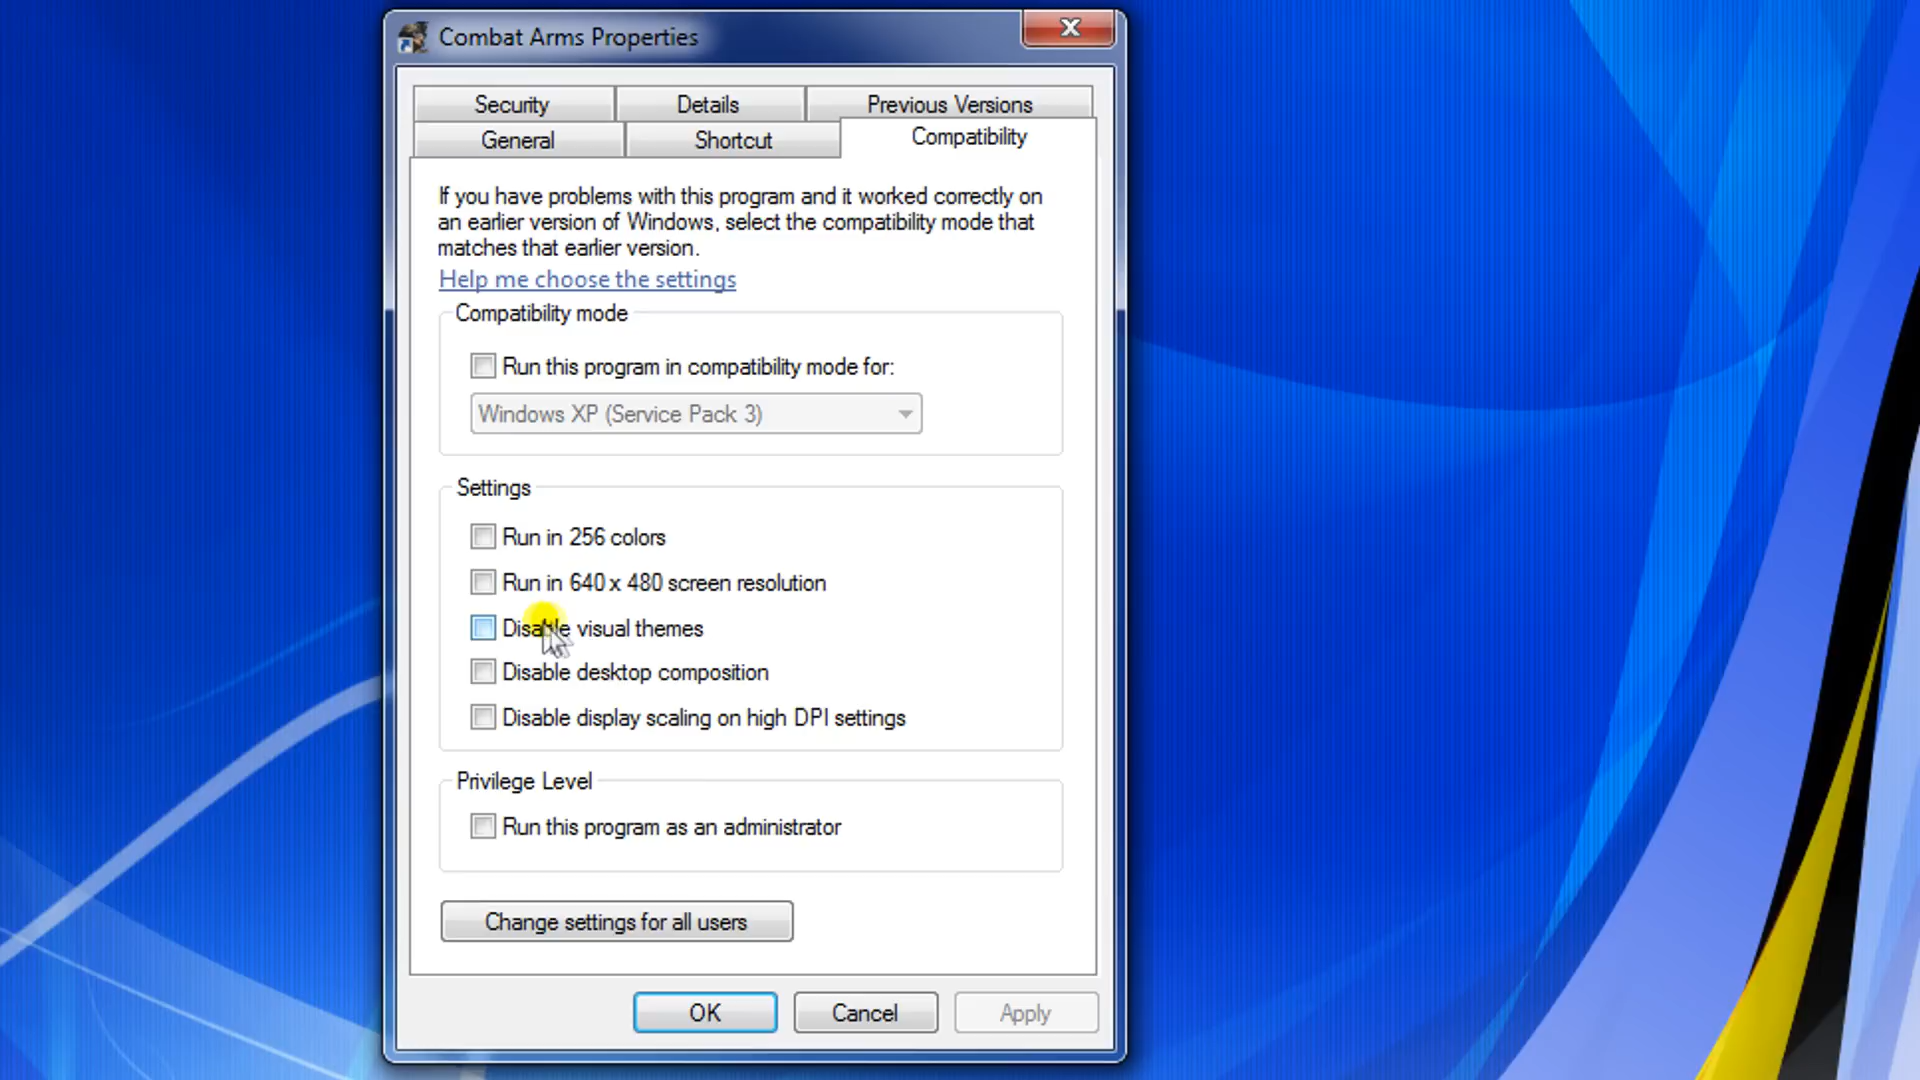 Combat Arms Properties
Security
Details
Previous Versions
General
Shortcut
Compatibility
If you have problems with this program and it worked correctly on
an earlier version of Windows, select the compatibility mode that
matches that earlier version.
Help me choose the settings
Compatibility mode
Run this program in compatibility mode for:
Windows XP (Service Pack 3)
Settings
Run in 256 colors
Run in 640 x 480 screen resolution
Disable visual themes
Disable desktop composition
Disable display scaling on high DPI settings
Privilege Level
Run this program as an administrator
Change settings for all users
OK
Cancel
Apply